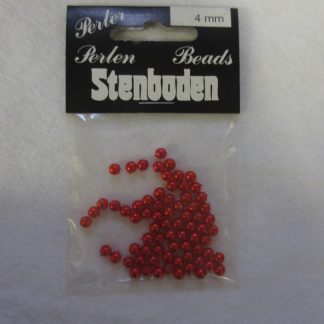 Perler 4 mm
Perlen Beads
Stenboden